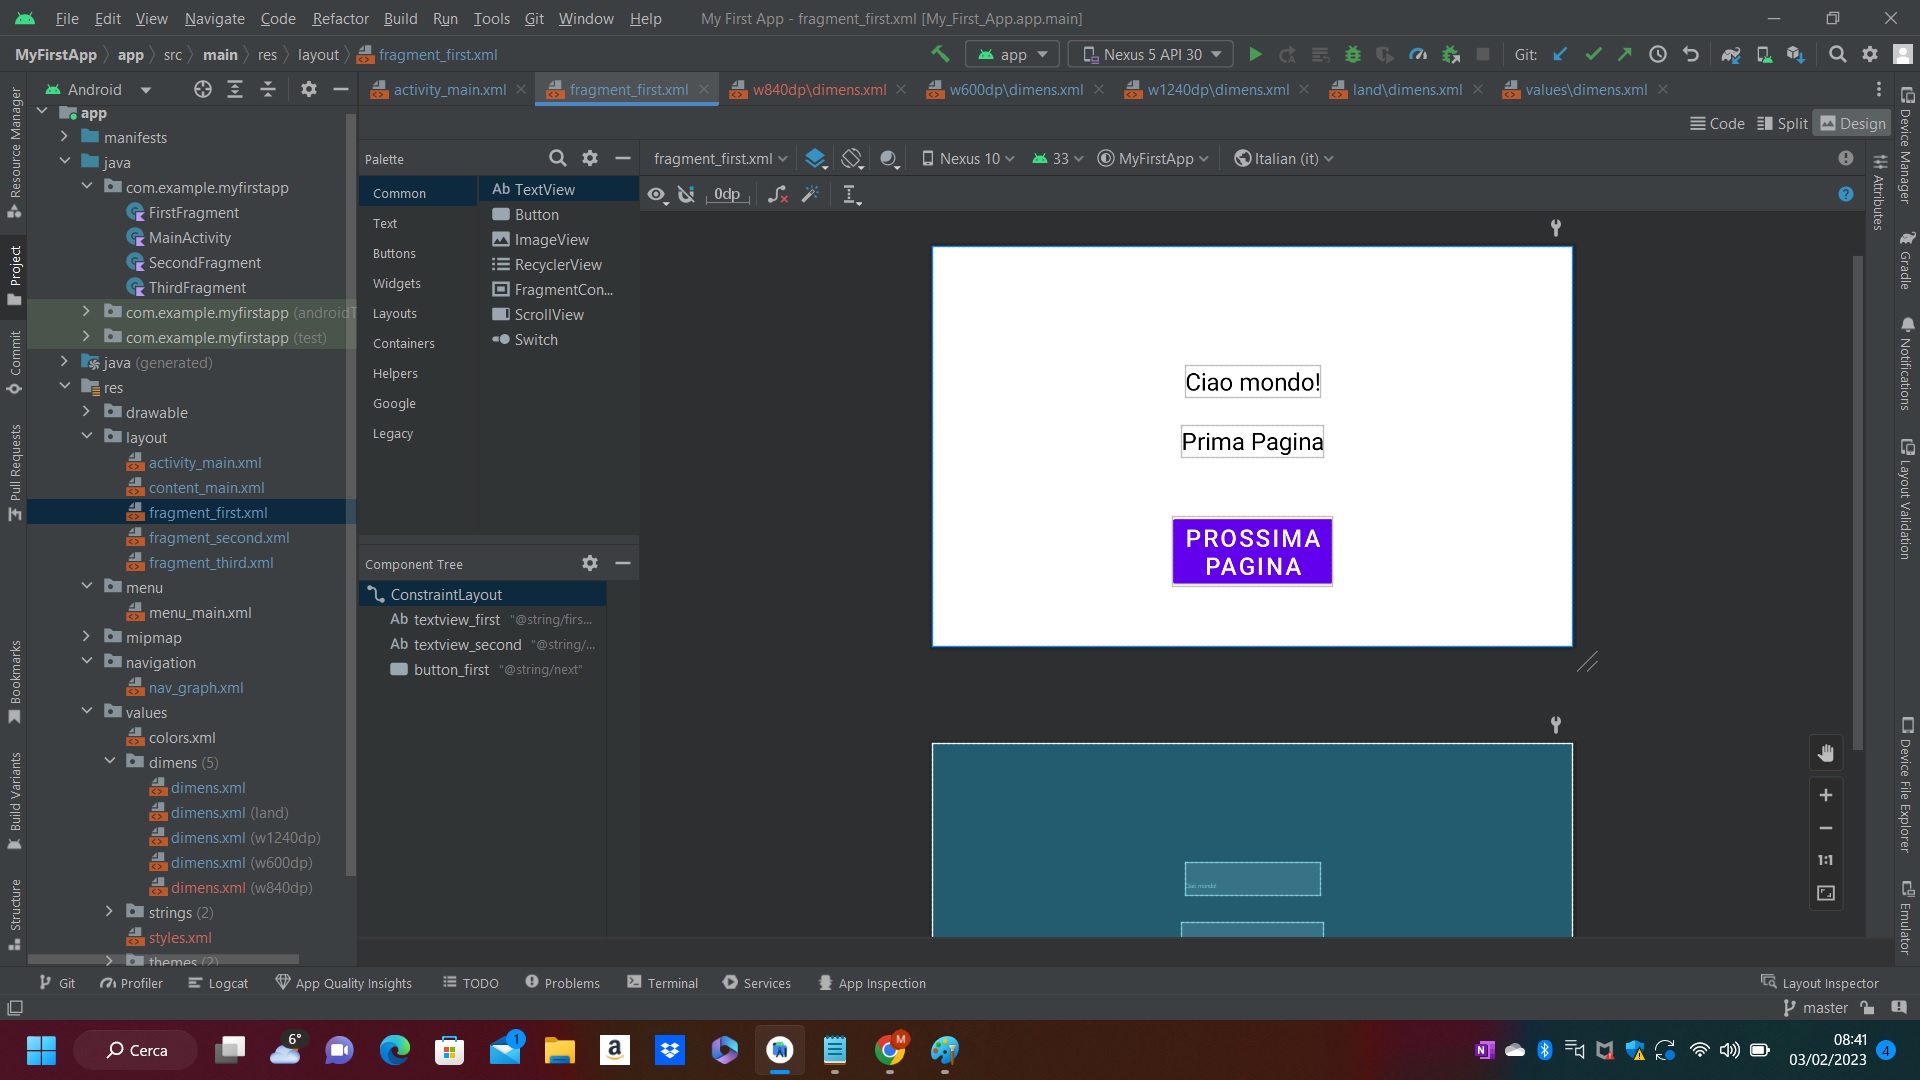 File Edit View Navigate Code Refactor Build Run Tools Git Window Help My First App - fragment_first.xml [My_First_App.app.main]
MyFirstApp app src main res layout fragment_first.xml app Nexus 5 API 30 Git:
Android activity_main.xml fragment_first.xml w840dp\dimens.xml w600dp\dimens.xml w1240dp\dimens.xml land\dimens.xml values\dimens.xml
Code Split Design
Resource Manager
Project
Commit
Pull Requests
Bookmarks
Build Variants
Structure
app
manifests
java
com.example.myfirstapp
FirstFragment
MainActivity
SecondFragment
ThirdFragment
com.example.myfirstapp (androidT
com.example.myfirstapp (test)
java (generated)
res
drawable
layout
activity_main.xml
content_main.xml
fragment_first.xml
fragment_second.xml
fragment_third.xml
menu
menu_main.xml
mipmap
navigation
nav_graph.xml
values
colors.xml
dimens (5)
dimens.xml
dimens.xml (land)
dimens.xml (w1240dp)
dimens.xml (w600dp)
dimens.xml (w840dp)
strings (2)
styles.xml
themes (2)
Palette
Common
Text
Buttons
Widgets
Layouts
Containers
Helpers
Google
Legacy
Ab TextView
Button
ImageView
RecyclerView
FragmentCon...
ScrollView
Switch
Component Tree
ConstraintLayout
Ab textview_first "@string/firs...
Ab textview_second "@string/...
button_first "@string/next"
fragment_first.xml Nexus 10 33 MyFirstApp Italian (it)
0dp
Ciao mondo!
Prima Pagina
PROSSIMA
PAGINA
Ciao mondo!
1:1
Attributes
Device Manager
Gradle
Notifications
Layout Validation
Device File Explorer
Emulator
Git Profiler Logcat App Quality Insights TODO Problems Terminal Services App Inspection Layout Inspector
master
Cerca 6° 1 a M N 08:41
03/02/2023 4